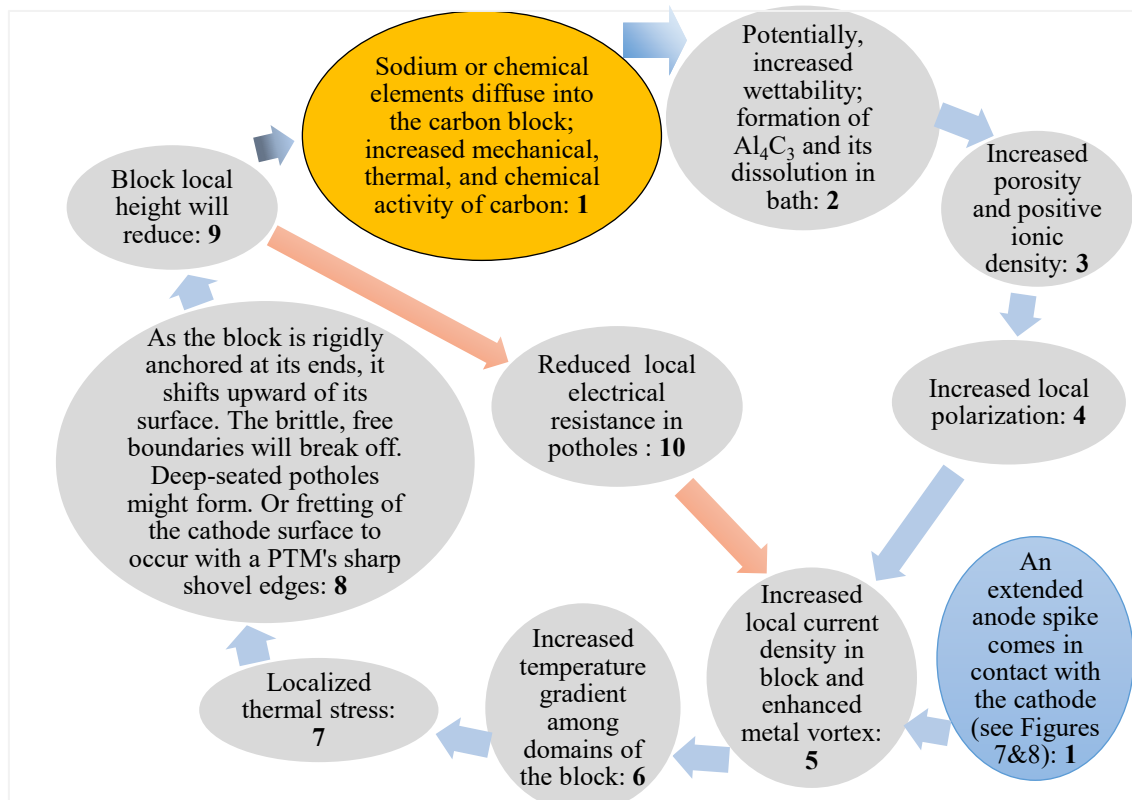 Sodium or chemical
elements diffuse into
the carbon block;
increased mechanical,
thermal, and chemical
activity of carbon: 1
Potentially,
increased
wettability;
formation of
Al₄C₃ and its
dissolution in
bath: 2
Increased
porosity
and positive
ionic
density: 3
Increased local
polarization: 4
An
extended
anode spike
comes in
contact with
the cathode
(see Figures
7&8): 1
Increased
local current
density in
block and
enhanced
metal vortex:
5
Increased
temperature
gradient
among
domains of
the block: 6
Localized
thermal stress:
7
As the block is rigidly
anchored at its ends, it
shifts upward of its
surface. The brittle, free
boundaries will break off.
Deep-seated potholes
might form. Or fretting of
the cathode surface to
occur with a PTM's sharp
shovel edges: 8
Block local
height will
reduce: 9
Reduced local
electrical
resistance in
potholes : 10